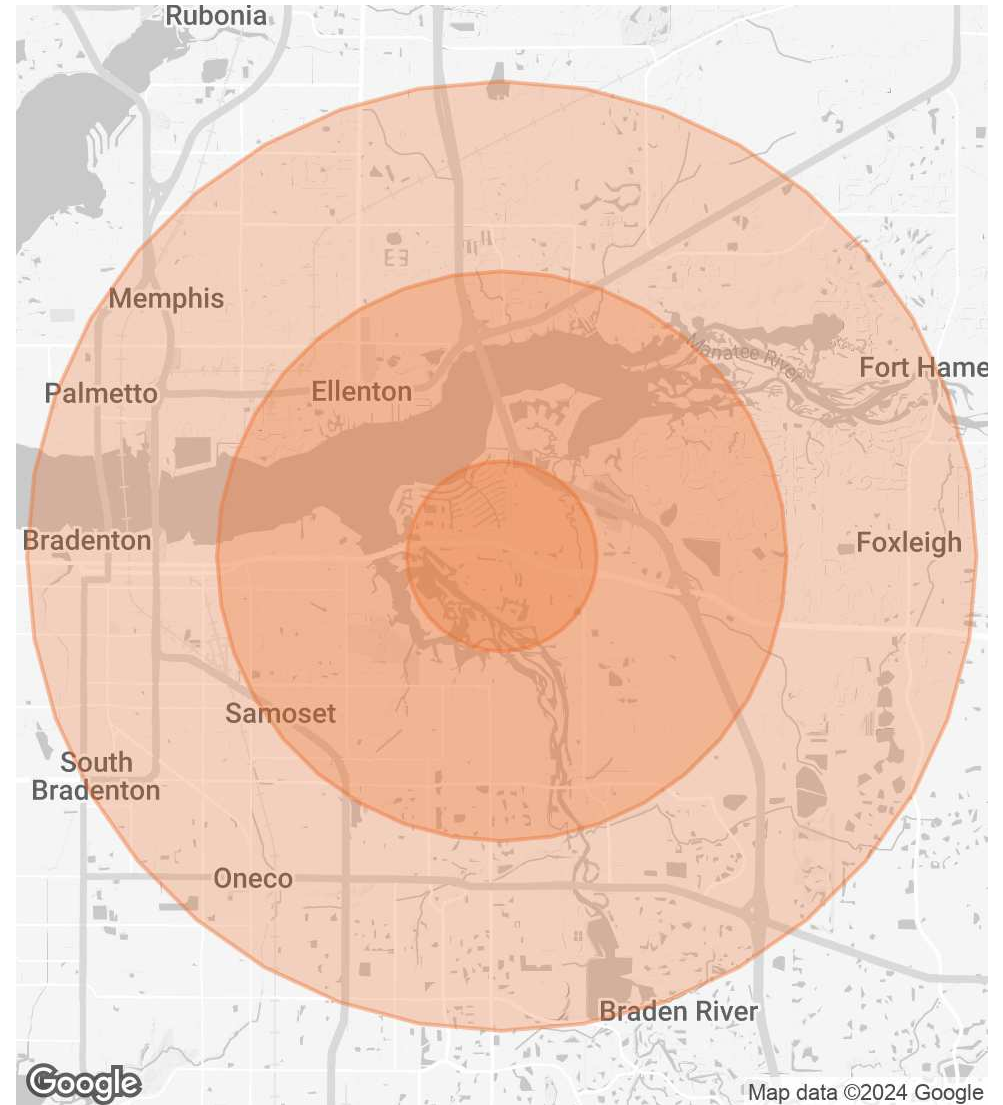 Rubonia
Memphis
Manatee River
Fort Hame
Palmetto
Ellenton
Bradenton
Foxleigh
Samoset
South
Bradenton
Oneco
Braden River
Google
Map data ©2024 Google